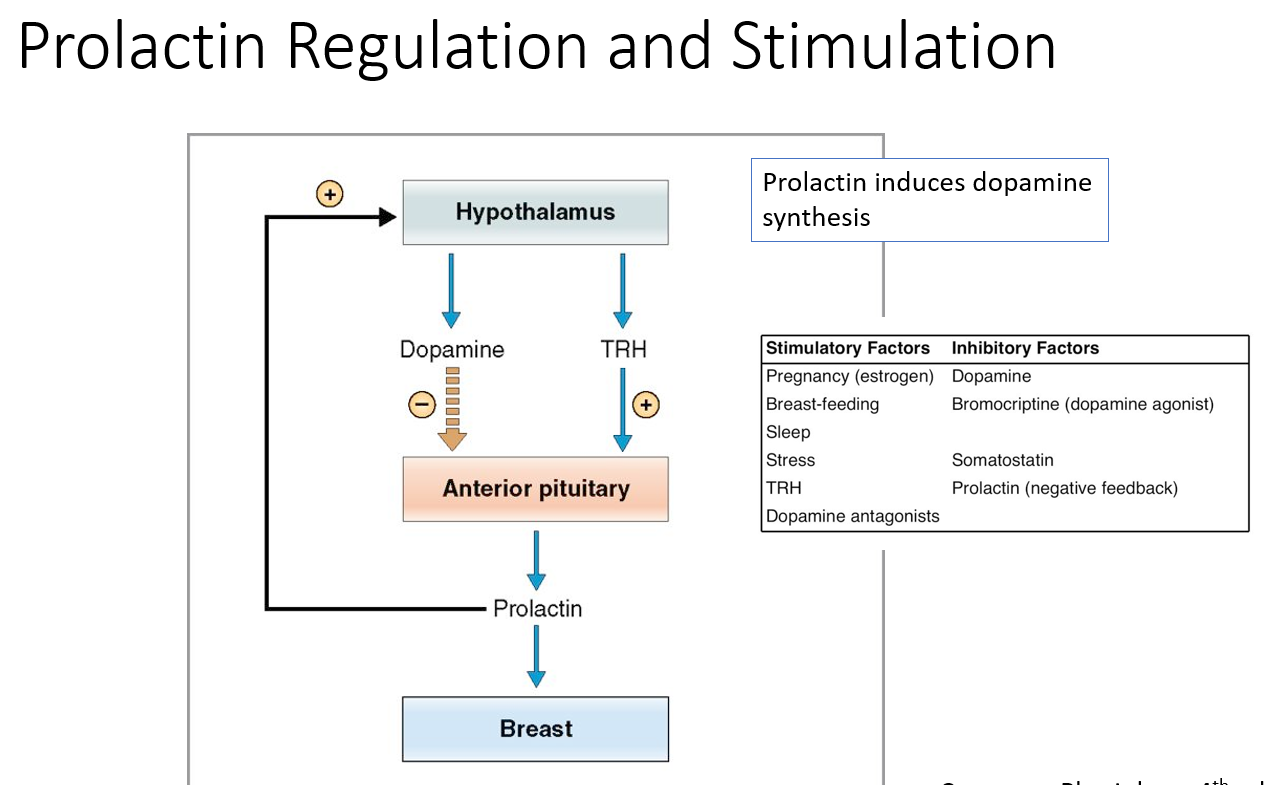 Prolactin Regulation and Stimulation
+
Hypothalamus
Prolactin induces dopamine
synthesis
Dopamine TRH
− +
Stimulatory Factors Inhibitory Factors
Pregnancy (estrogen) Dopamine
Breast-feeding Bromocriptine (dopamine agonist)
Sleep
Stress Somatostatin
TRH Prolactin (negative feedback)
Dopamine antagonists
Anterior pituitary
Prolactin
Breast